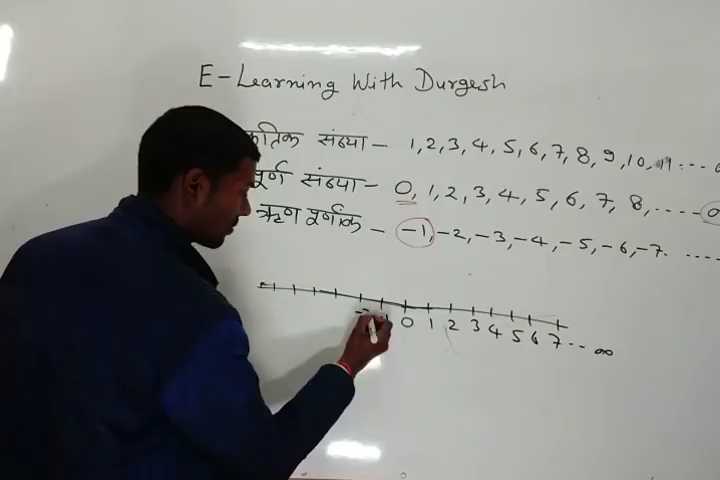 E-Learning With Durgesh
संख्या - 1, 2, 3, 4, 5, 6, 7, 8, 9, 10, 11 ....
पूर्ण संख्या - 0, 1, 2, 3, 4, 5, 6, 7, 8, ....
ऋण पूर्णांक - -1, -2, -3, -4, -5, -6, -7. ....
0 1 2 3 4 5 6 7 ... ∞